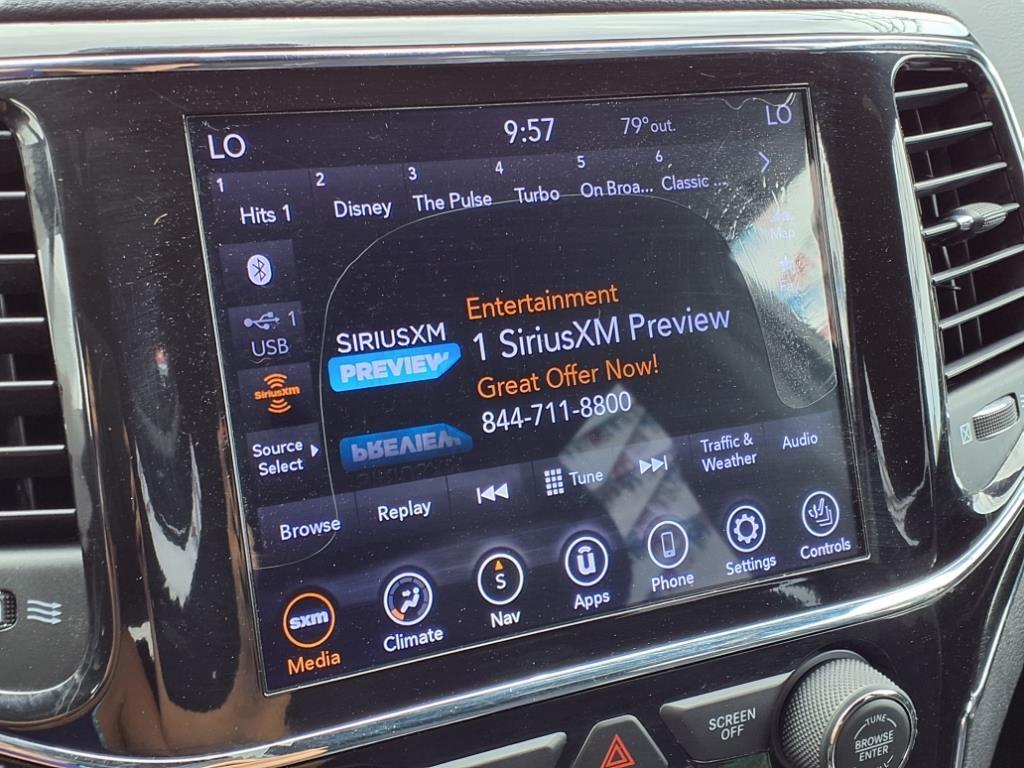 LO
9:57
79° out.
LO
1
Hits 1
2
Disney
3
The Pulse
4
Turbo
5
On Broa...
6
Classic ...
Map
1
USB
SiriusXM
Source
Select
SIRIUSXM
PREVIEW
Entertainment
1 SiriusXM Preview
Great Offer Now!
844-711-8800
Browse
Replay
Tune
Traffic &
Weather
Audio
sxm
Media
Climate
S
Nav
u
Apps
Phone
Settings
Controls
SCREEN
OFF
TUNE
BROWSE
ENTER